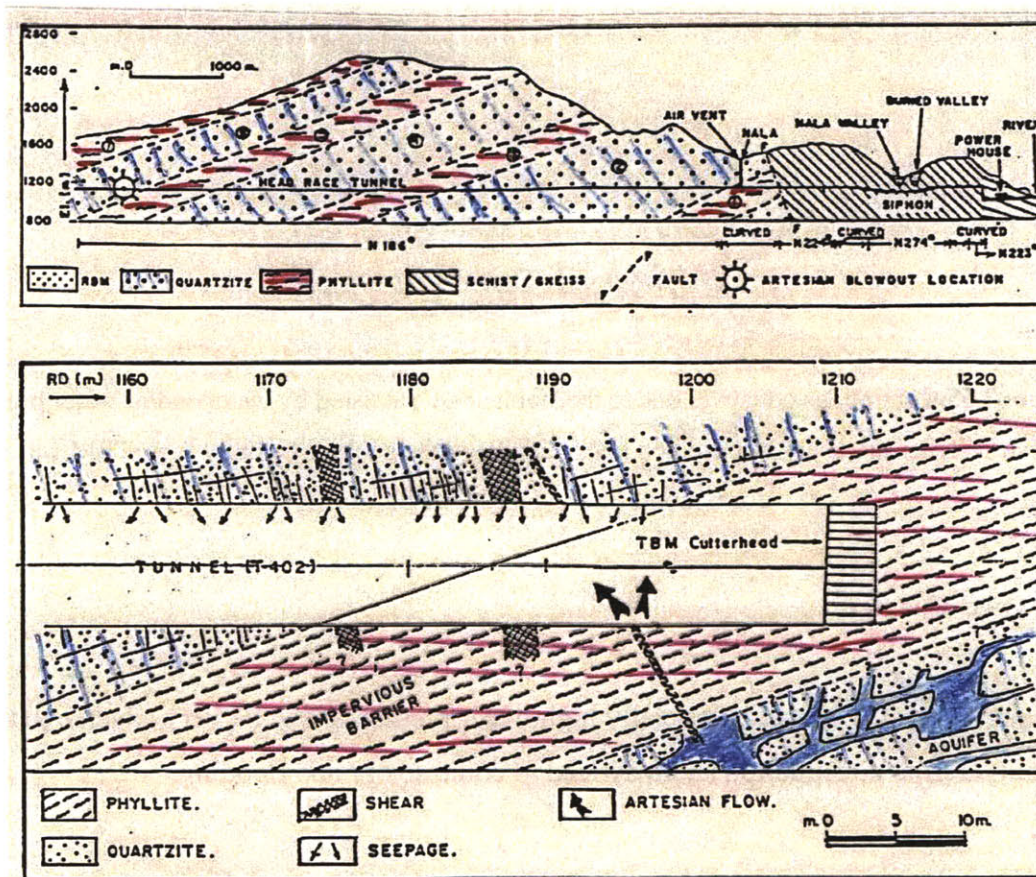 2800
2400
2000
1600
1200
800
EL (m)
m.0 1000 m.
AIR VENT
NALA
NALA VALLEY
BURIED VALLEY
POWER HOUSE
RIVER
HEAD RACE TUNNEL
SIPHON
F
N 186°
CURVED
F
N22°
CURVED
N274°
CURVED
N223°
RBM QUARTZITE PHYLLITE SCHIST/GNEISS F F FAULT ARTESIAN BLOWOUT LOCATION
RD (m) 1160 1170 1180 1190 1200 1210 1220
TBM Cutterhead
TUNNEL (T-402)
IMPERVIOUS
BARRIER
? ?
AQUIFER
PHYLLITE. SHEAR ARTESIAN FLOW.
m. 0 5 10 m.
QUARTZITE. SEEPAGE.